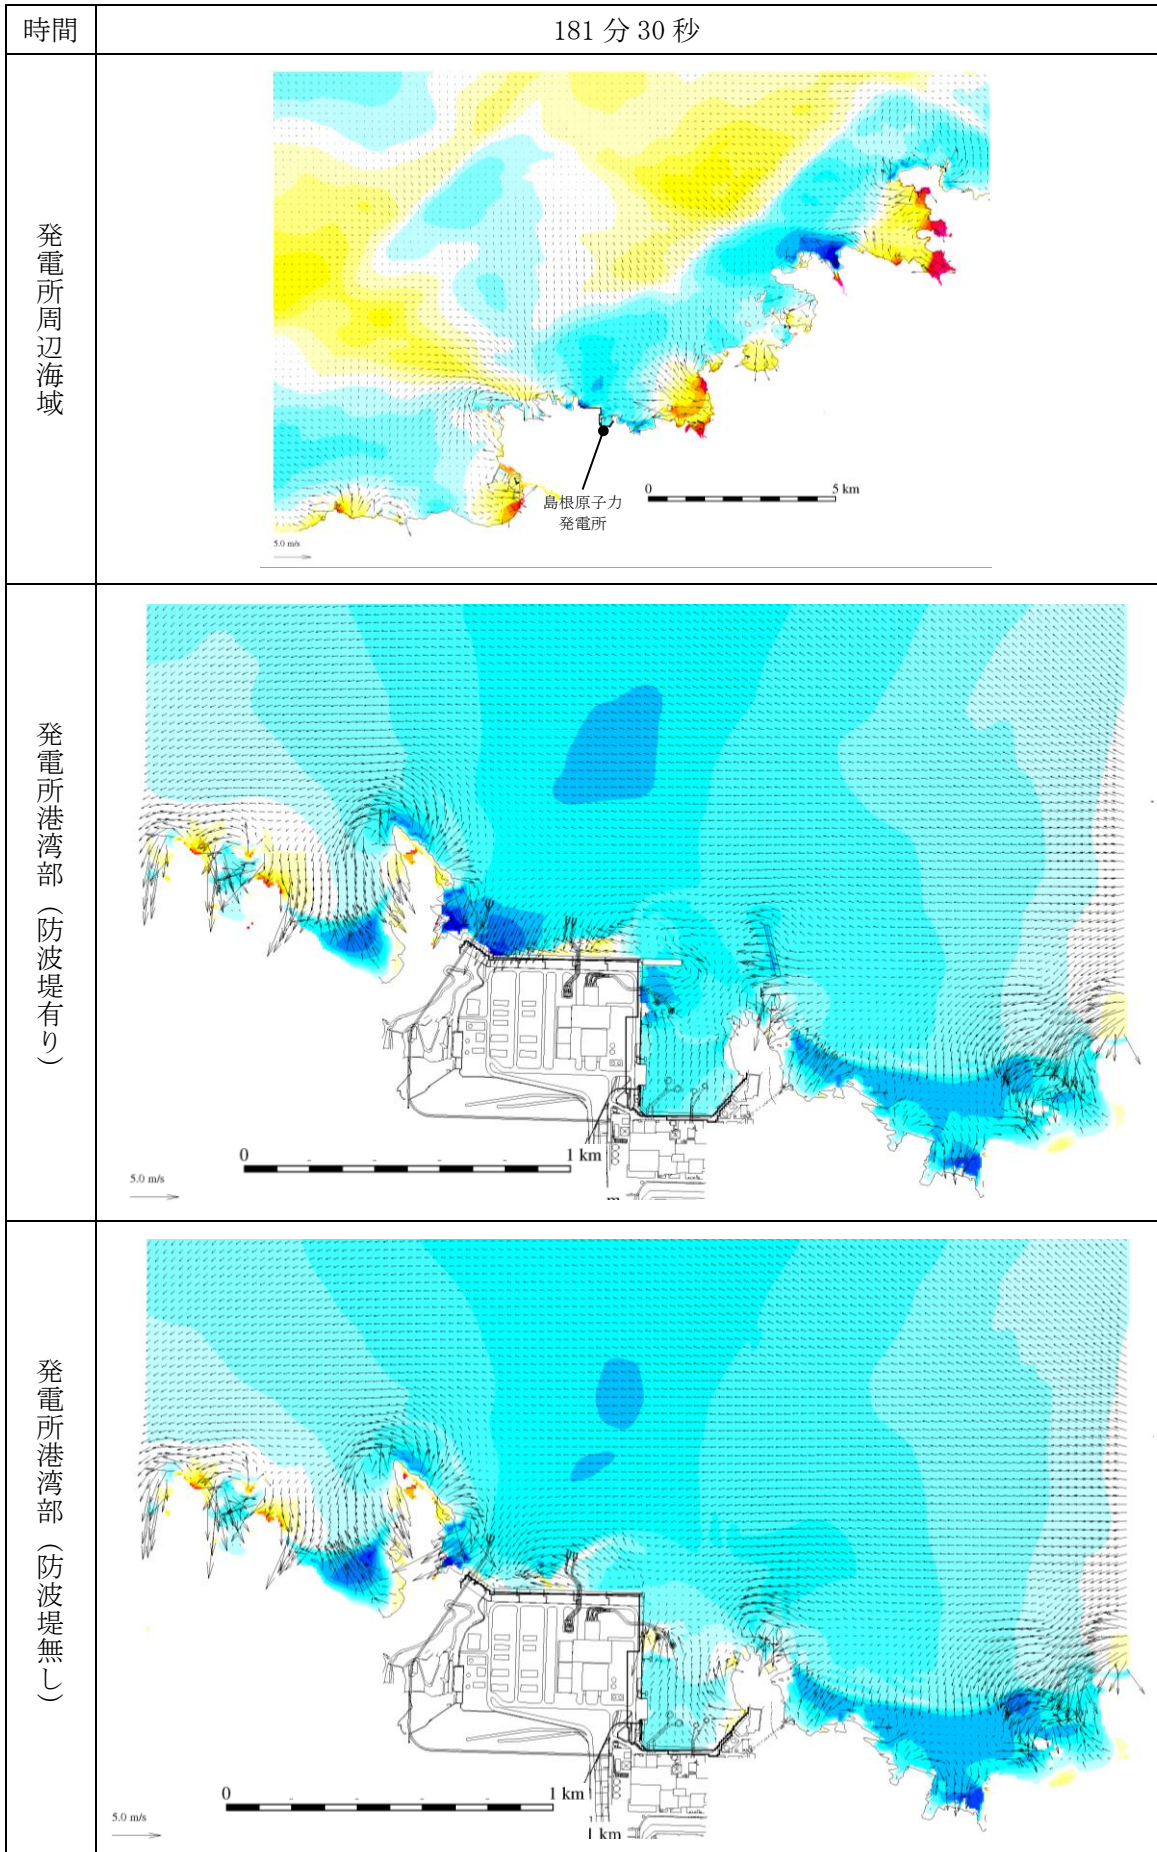 時間
181 分 30 秒
発電所周辺海域
島根原子力
発電所
0
5 km
5.0 m/s
発電所港湾部（防波堤有り）
0
1 km
5.0 m/s
発電所港湾部（防波堤無し）
0
1 km
5.0 m/s
1 km